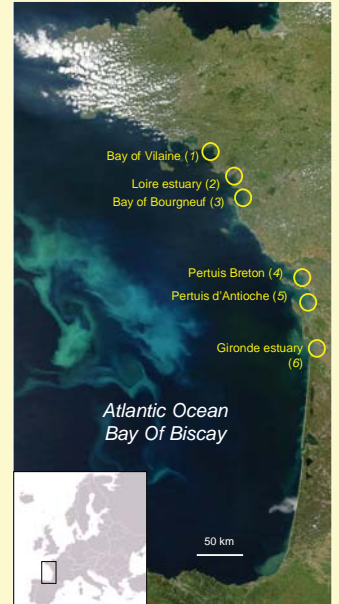 Bay of Vilaine (1)
Loire estuary (2)
Bay of Bourgneuf (3)
Pertuis Breton (4)
Pertuis d'Antioche (5)
Gironde estuary
(6)
Atlantic Ocean
Bay Of Biscay
50 km